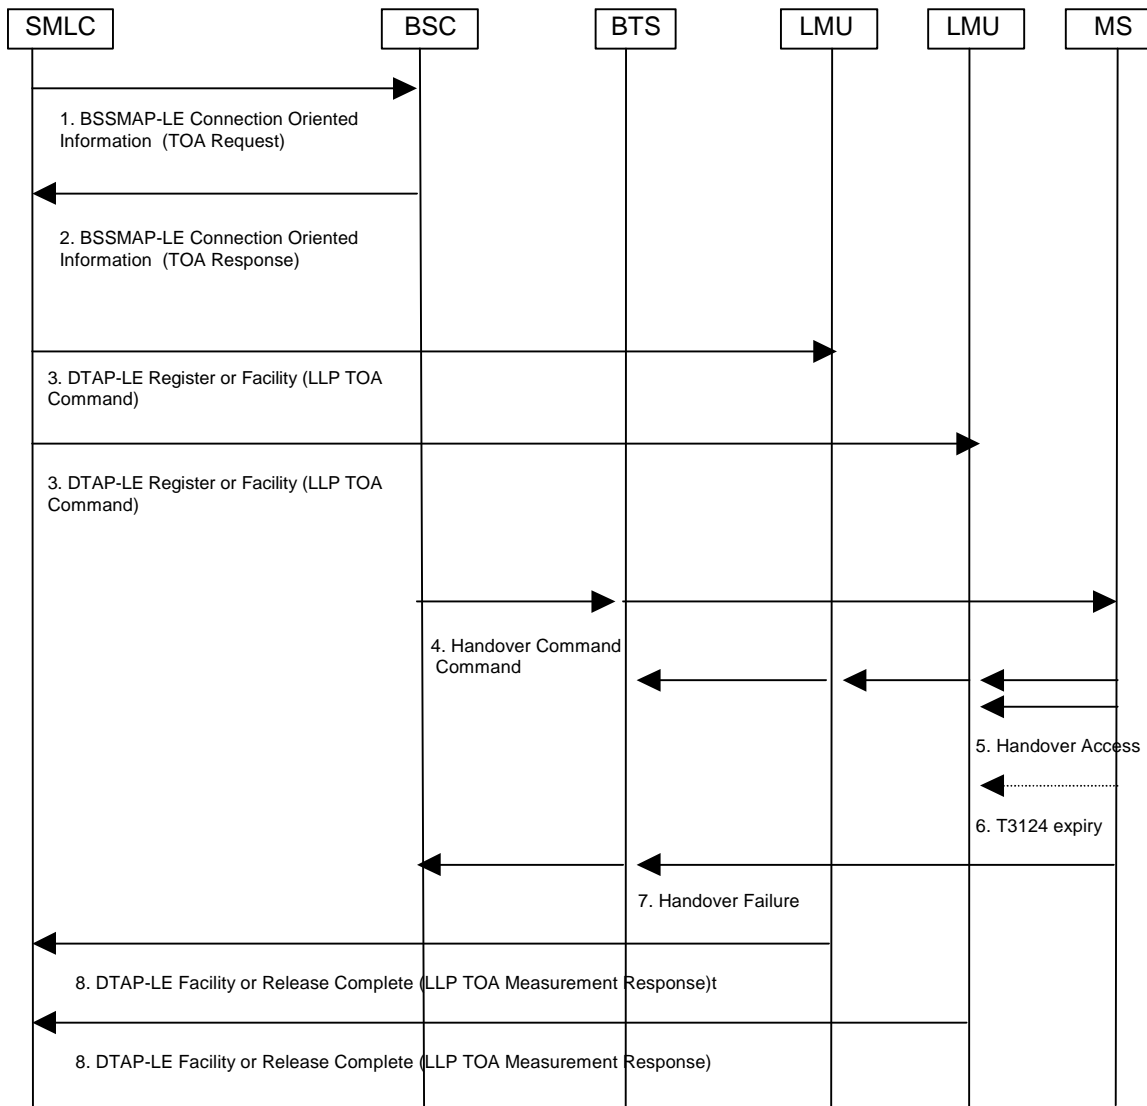 SMLC
BSC
BTS
LMU
LMU
MS
1. BSSMAP-LE Connection Oriented
Information (TOA Request)
2. BSSMAP-LE Connection Oriented
Information (TOA Response)
3. DTAP-LE Register or Facility (LLP TOA
Command)
3. DTAP-LE Register or Facility (LLP TOA
Command)
4. Handover Command
Command
5. Handover Access
6. T3124 expiry
7. Handover Failure
8. DTAP-LE Facility or Release Complete (LLP TOA Measurement Response)t
8. DTAP-LE Facility or Release Complete (LLP TOA Measurement Response)